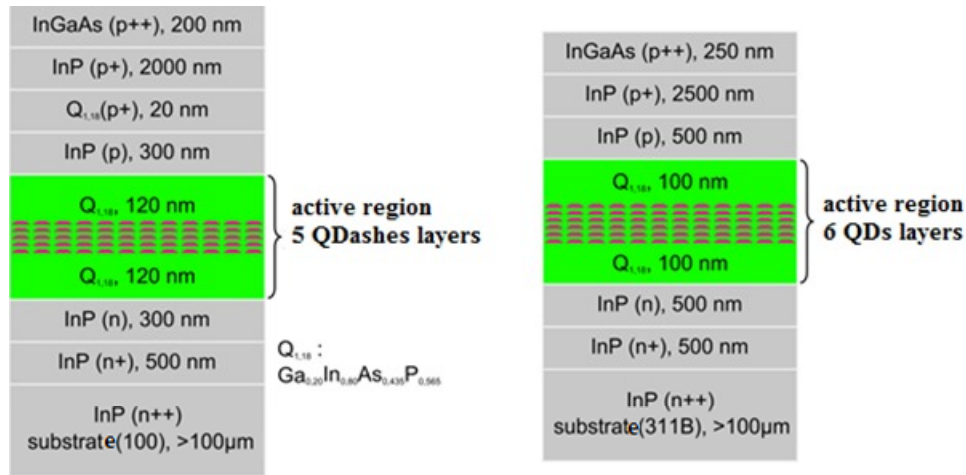 InGaAs (p++), 200 nm
InP (p+), 2000 nm
Q1,18(p+), 20 nm
InP (p), 300 nm
Q1,18, 120 nm
Q1,18, 120 nm
active region
5 QDashes layers
InP (n), 300 nm
InP (n+), 500 nm
InP (n++)
substrate(100), >100µm
Q1,18 :
Ga0,20In0,80As0,435P0,565
InGaAs (p++), 250 nm
InP (p+), 2500 nm
InP (p), 500 nm
Q1,18, 100 nm
Q1,18, 100 nm
active region
6 QDs layers
InP (n), 500 nm
InP (n+), 500 nm
InP (n++)
substrate(311B), >100µm